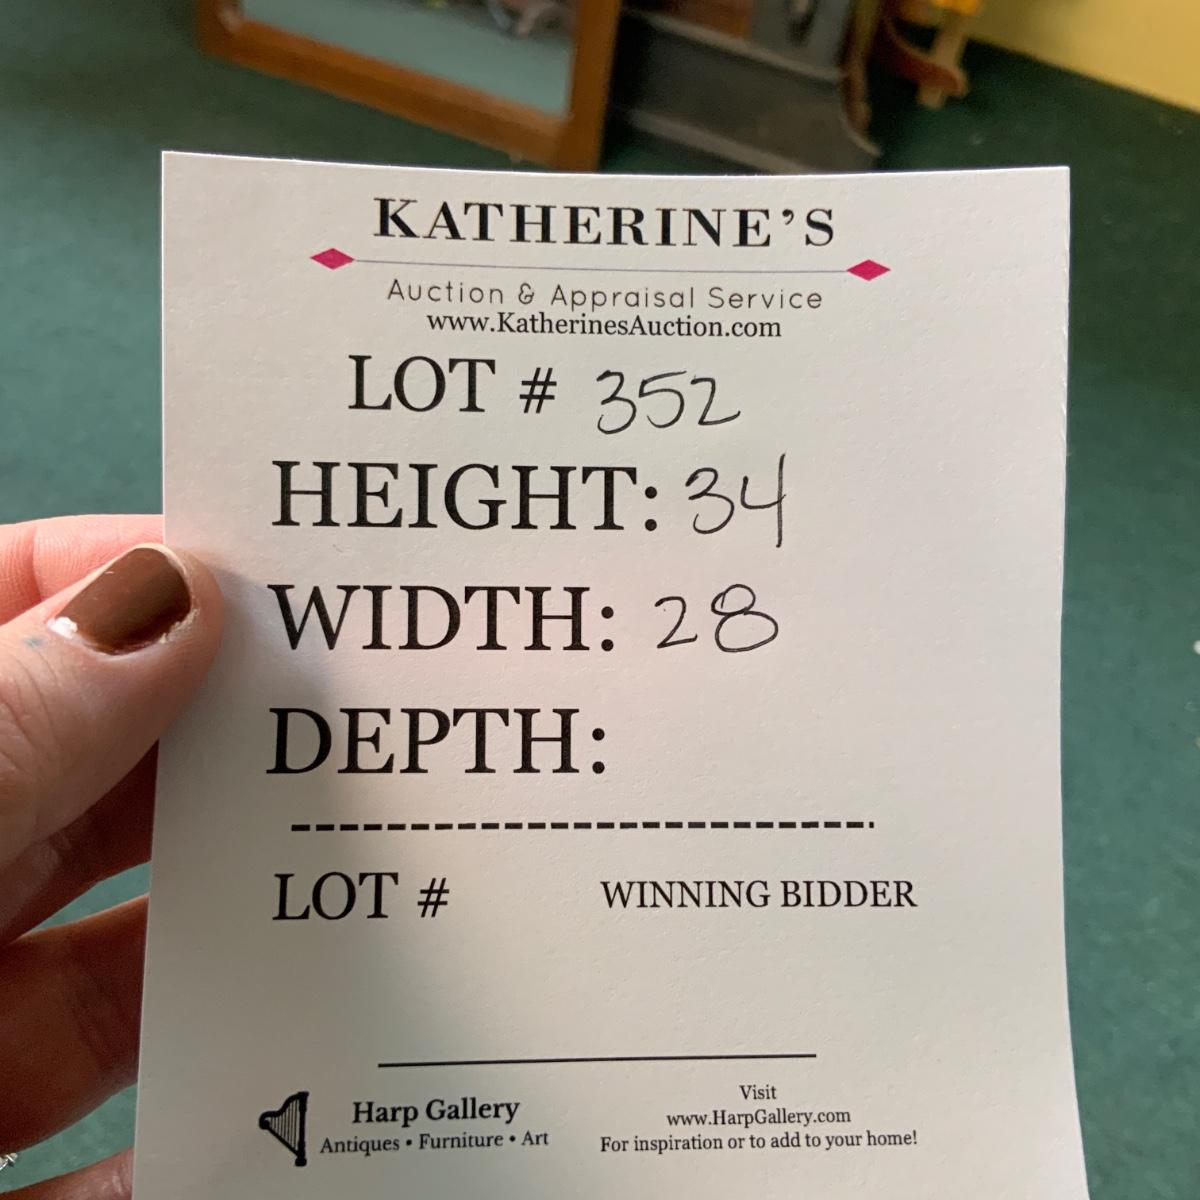 KATHERINE'S
Auction & Appraisal Service
www.KatherinesAuction.com
LOT # 352
HEIGHT: 34
WIDTH: 28
DEPTH:
LOT # WINNING BIDDER
Harp Gallery
Antiques • Furniture • Art
Visit
www.HarpGallery.com
For inspiration or to add to your home!